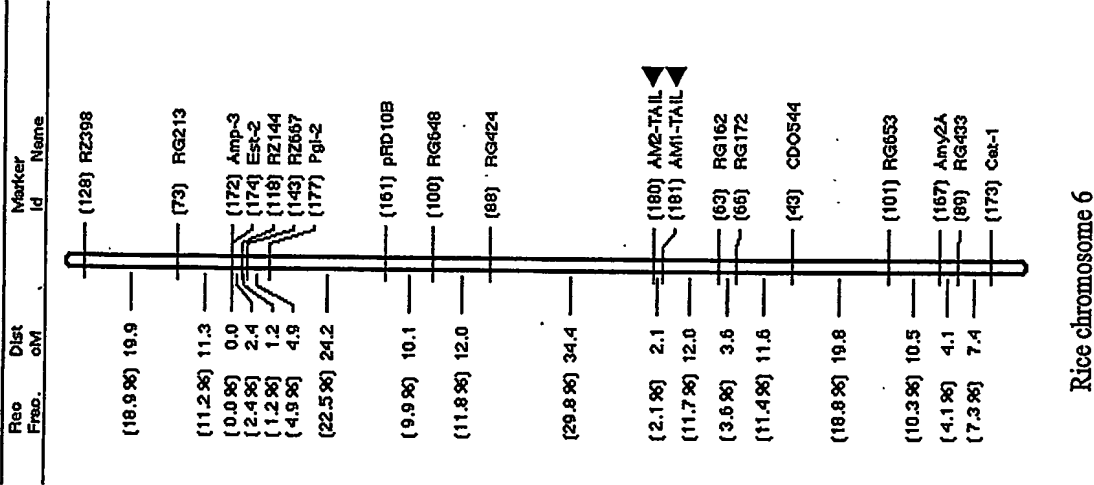 Rec Dist Marker
Frac. cM Id Name
(128) RZ398
(18.9%) 19.9
(73) RG213
(11.2%) 11.3
(172) Amp-3
(0.0%) 0.0
(174) Est-2
(2.4%) 2.4
(118) RZ144
(1.2%) 1.2
(143) RZ667
(4.9%) 4.9
(177) Pgi-2
(22.5%) 24.2
(161) pRD10B
(9.9%) 10.1
(100) RG648
(11.8%) 12.0
(88) RG424
(29.8%) 34.4
(180) AM2-TAIL
(2.1%) 2.1
(181) AM1-TAIL
(11.7%) 12.0
(63) RG162
(3.6%) 3.6
(66) RG172
(11.4%) 11.6
(43) CDO544
(18.8%) 19.8
(101) RG653
(10.3%) 10.5
(167) Amy2A
(4.1%) 4.1
(89) RG433
(7.3%) 7.4
(173) Cat-1
Rice chromosome 6